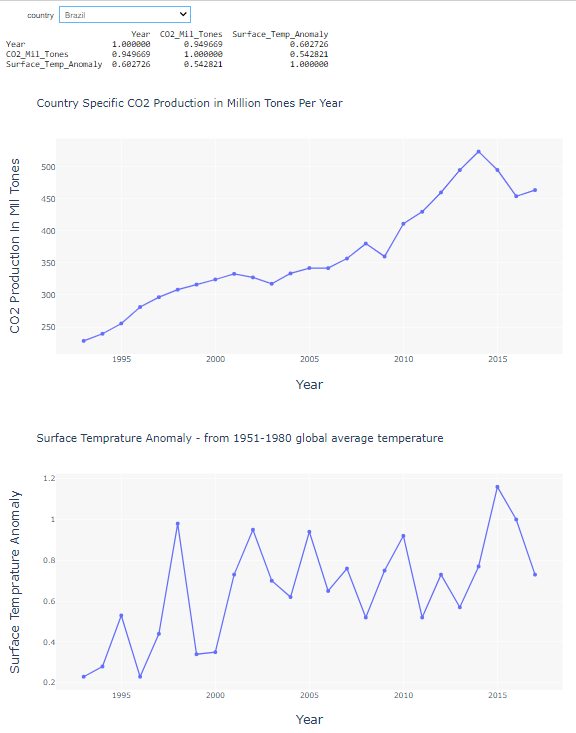 country Brazil
Year CO2_Mil_Tones Surface_Temp_Anomaly
Year 1.000000 0.949669 0.602726
CO2_Mil_Tones 0.949669 1.000000 0.542821
Surface_Temp_Anomaly 0.602726 0.542821 1.000000
Country Specific CO2 Production in Million Tones Per Year
CO2 Production in Mil Tones
500
450
400
350
300
250
1995 2000 2005 2010 2015
Year
Surface Temprature Anomaly - from 1951-1980 global average temperature
Surface Temprature Anomaly
1.2
1
0.8
0.6
0.4
0.2
1995 2000 2005 2010 2015
Year